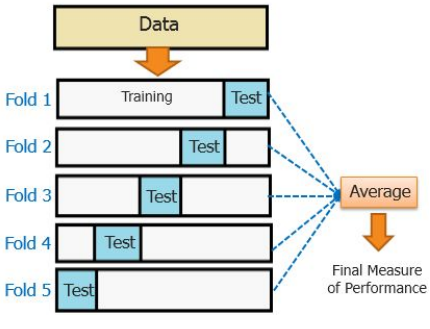 Data
Fold 1
Training
Test
Fold 2
Test
Fold 3
Test
Fold 4
Test
Fold 5
Test
Average
Final Measure
of Performance